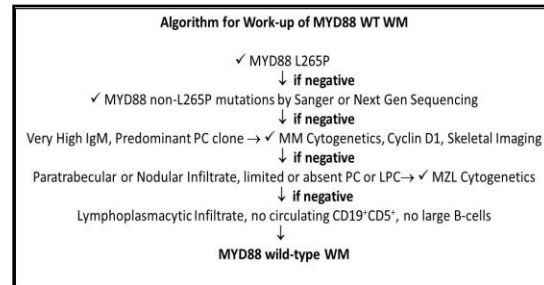 Algorithm for Work-up of MYD88 WT WM
✓ MYD88 L265P
↓ if negative
✓ MYD88 non-L265P mutations by Sanger or Next Gen Sequencing
↓ if negative
Very High IgM, Predominant PC clone → ✓ MM Cytogenetics, Cyclin D1, Skeletal Imaging
↓ if negative
Paratrabecular or Nodular Infiltrate, limited or absent PC or LPC→ ✓ MZL Cytogenetics
↓ if negative
Lymphoplasmacytic Infiltrate, no circulating CD19⁺CD5⁺, no large B-cells
↓
MYD88 wild-type WM